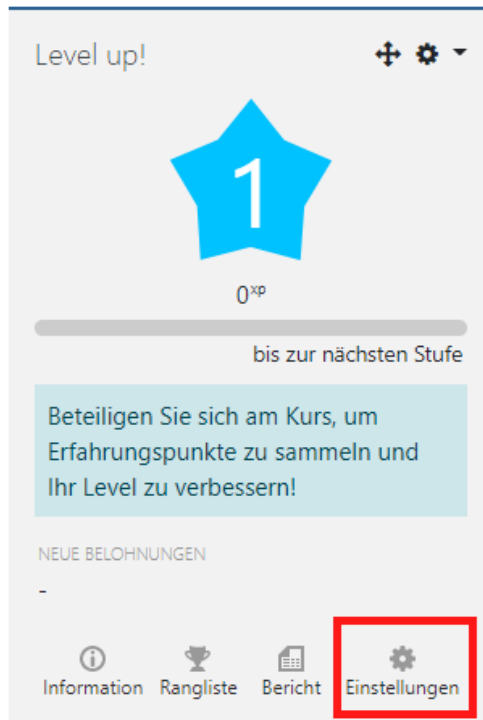 Level up!
1
0xp
bis zur nächsten Stufe
Beteiligen Sie sich am Kurs, um
Erfahrungspunkte zu sammeln und
Ihr Level zu verbessern!
NEUE BELOHNUNGEN
-
Information Rangliste Bericht Einstellungen